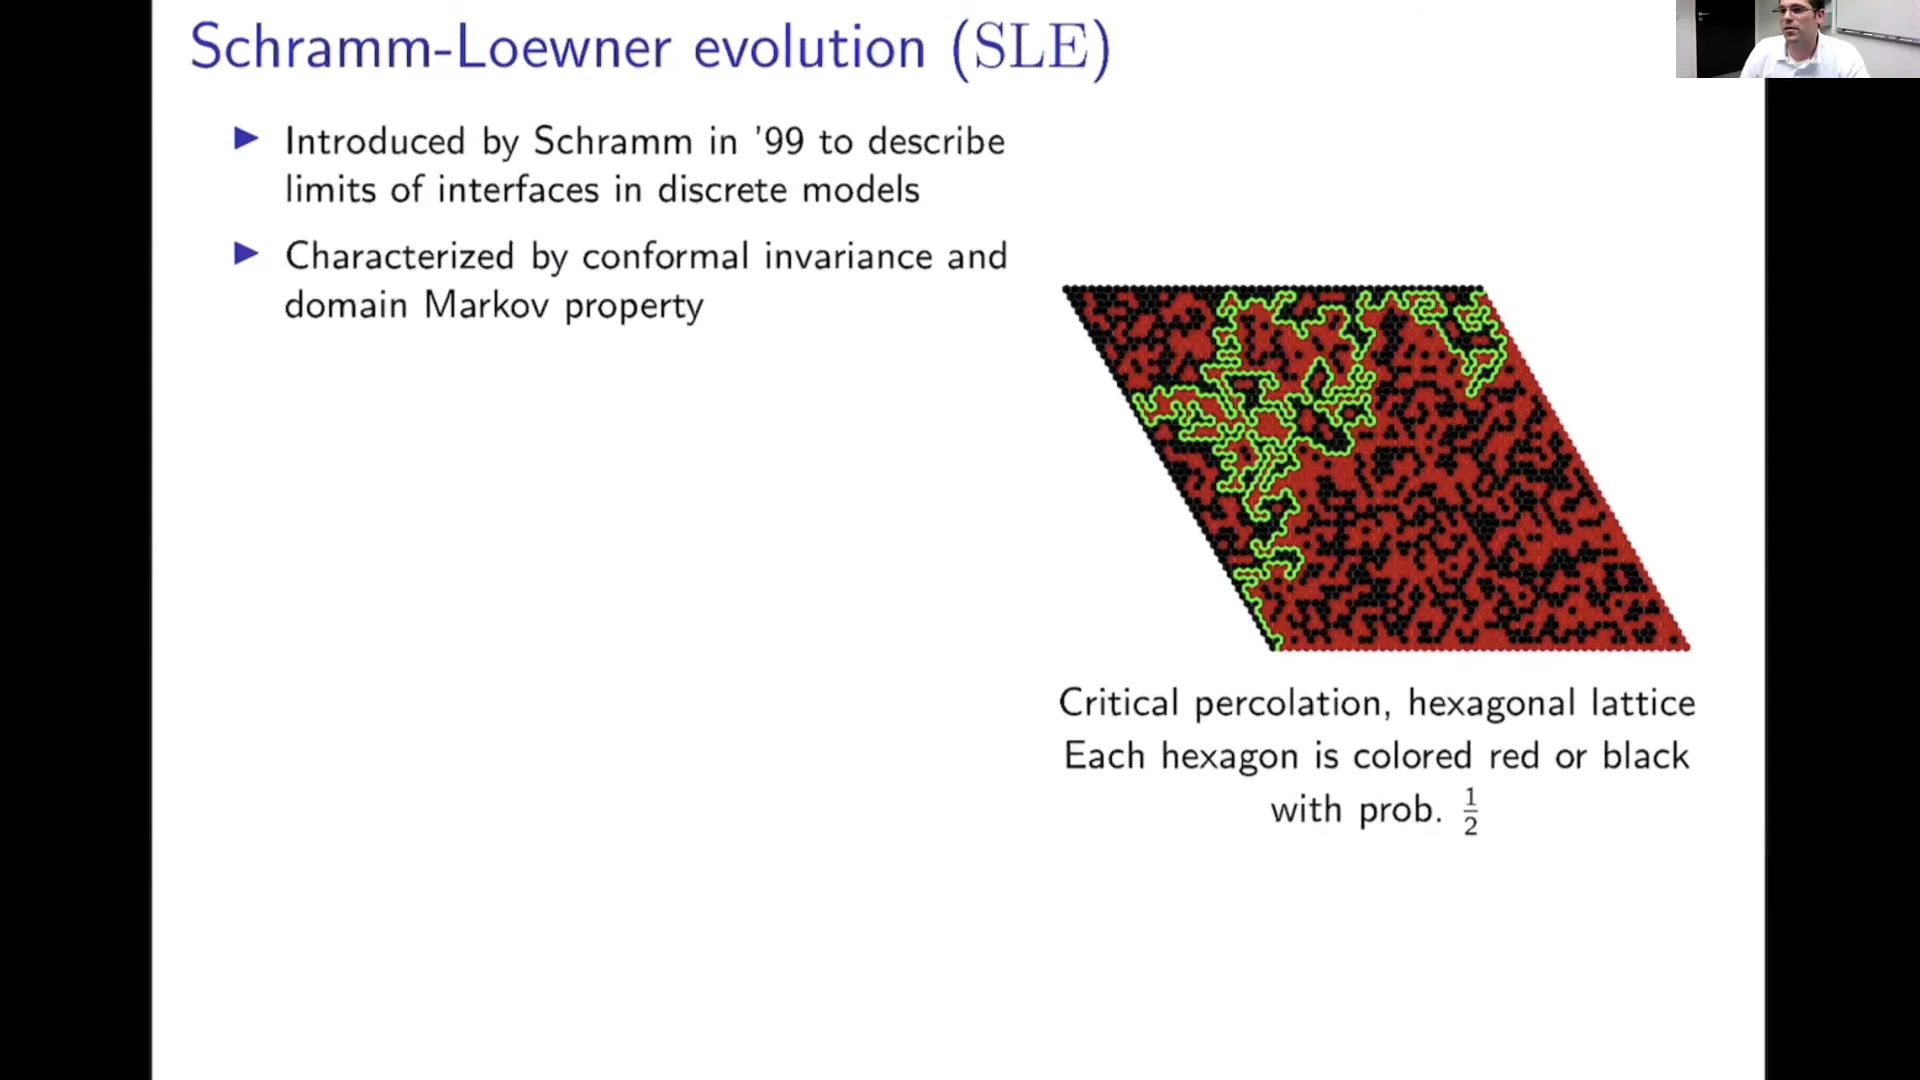 Schramm-Loewner evolution (SLE)
Introduced by Schramm in '99 to describe
limits of interfaces in discrete models
Characterized by conformal invariance and
domain Markov property
Critical percolation, hexagonal lattice
Each hexagon is colored red or black
with prob. 1/2